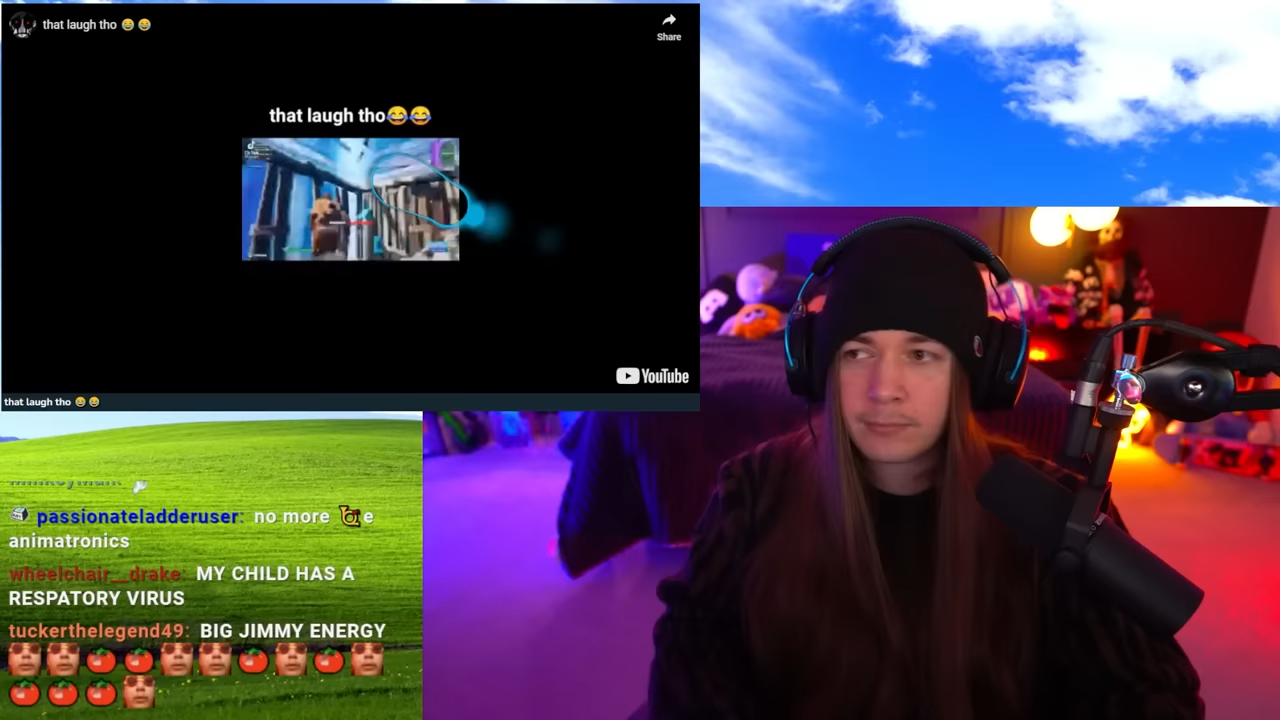 that laugh tho 😂 😂
Share
that laugh tho😂😂
YouTube
that laugh tho 😂 😂
passionateladderuser: no more e
animatronics
wheelchair__drake: MY CHILD HAS A
RESPATORY VIRUS
tuckerthelegend49: BIG JIMMY ENERGY